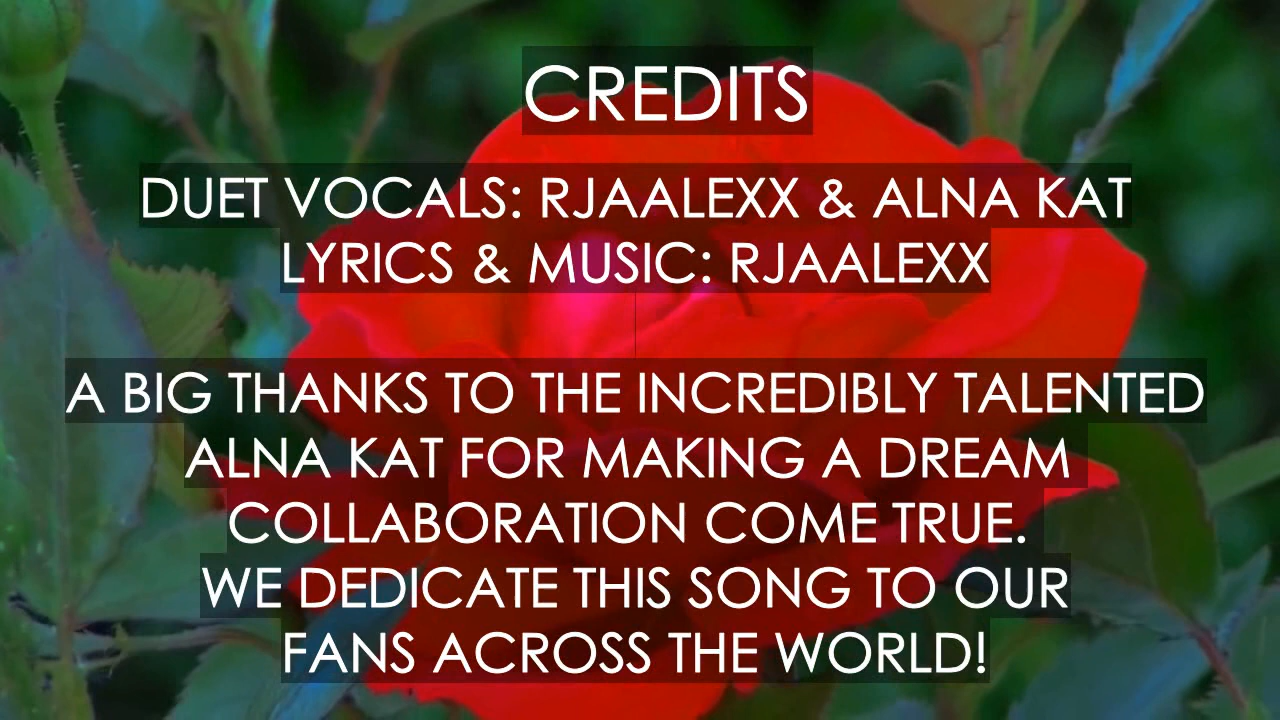 CREDITS
DUET VOCALS: RJAALEXX & ALNA KAT
LYRICS & MUSIC: RJAALEXX
A BIG THANKS TO THE INCREDIBLY TALENTED
ALNA KAT FOR MAKING A DREAM
COLLABORATION COME TRUE.
WE DEDICATE THIS SONG TO OUR
FANS ACROSS THE WORLD!